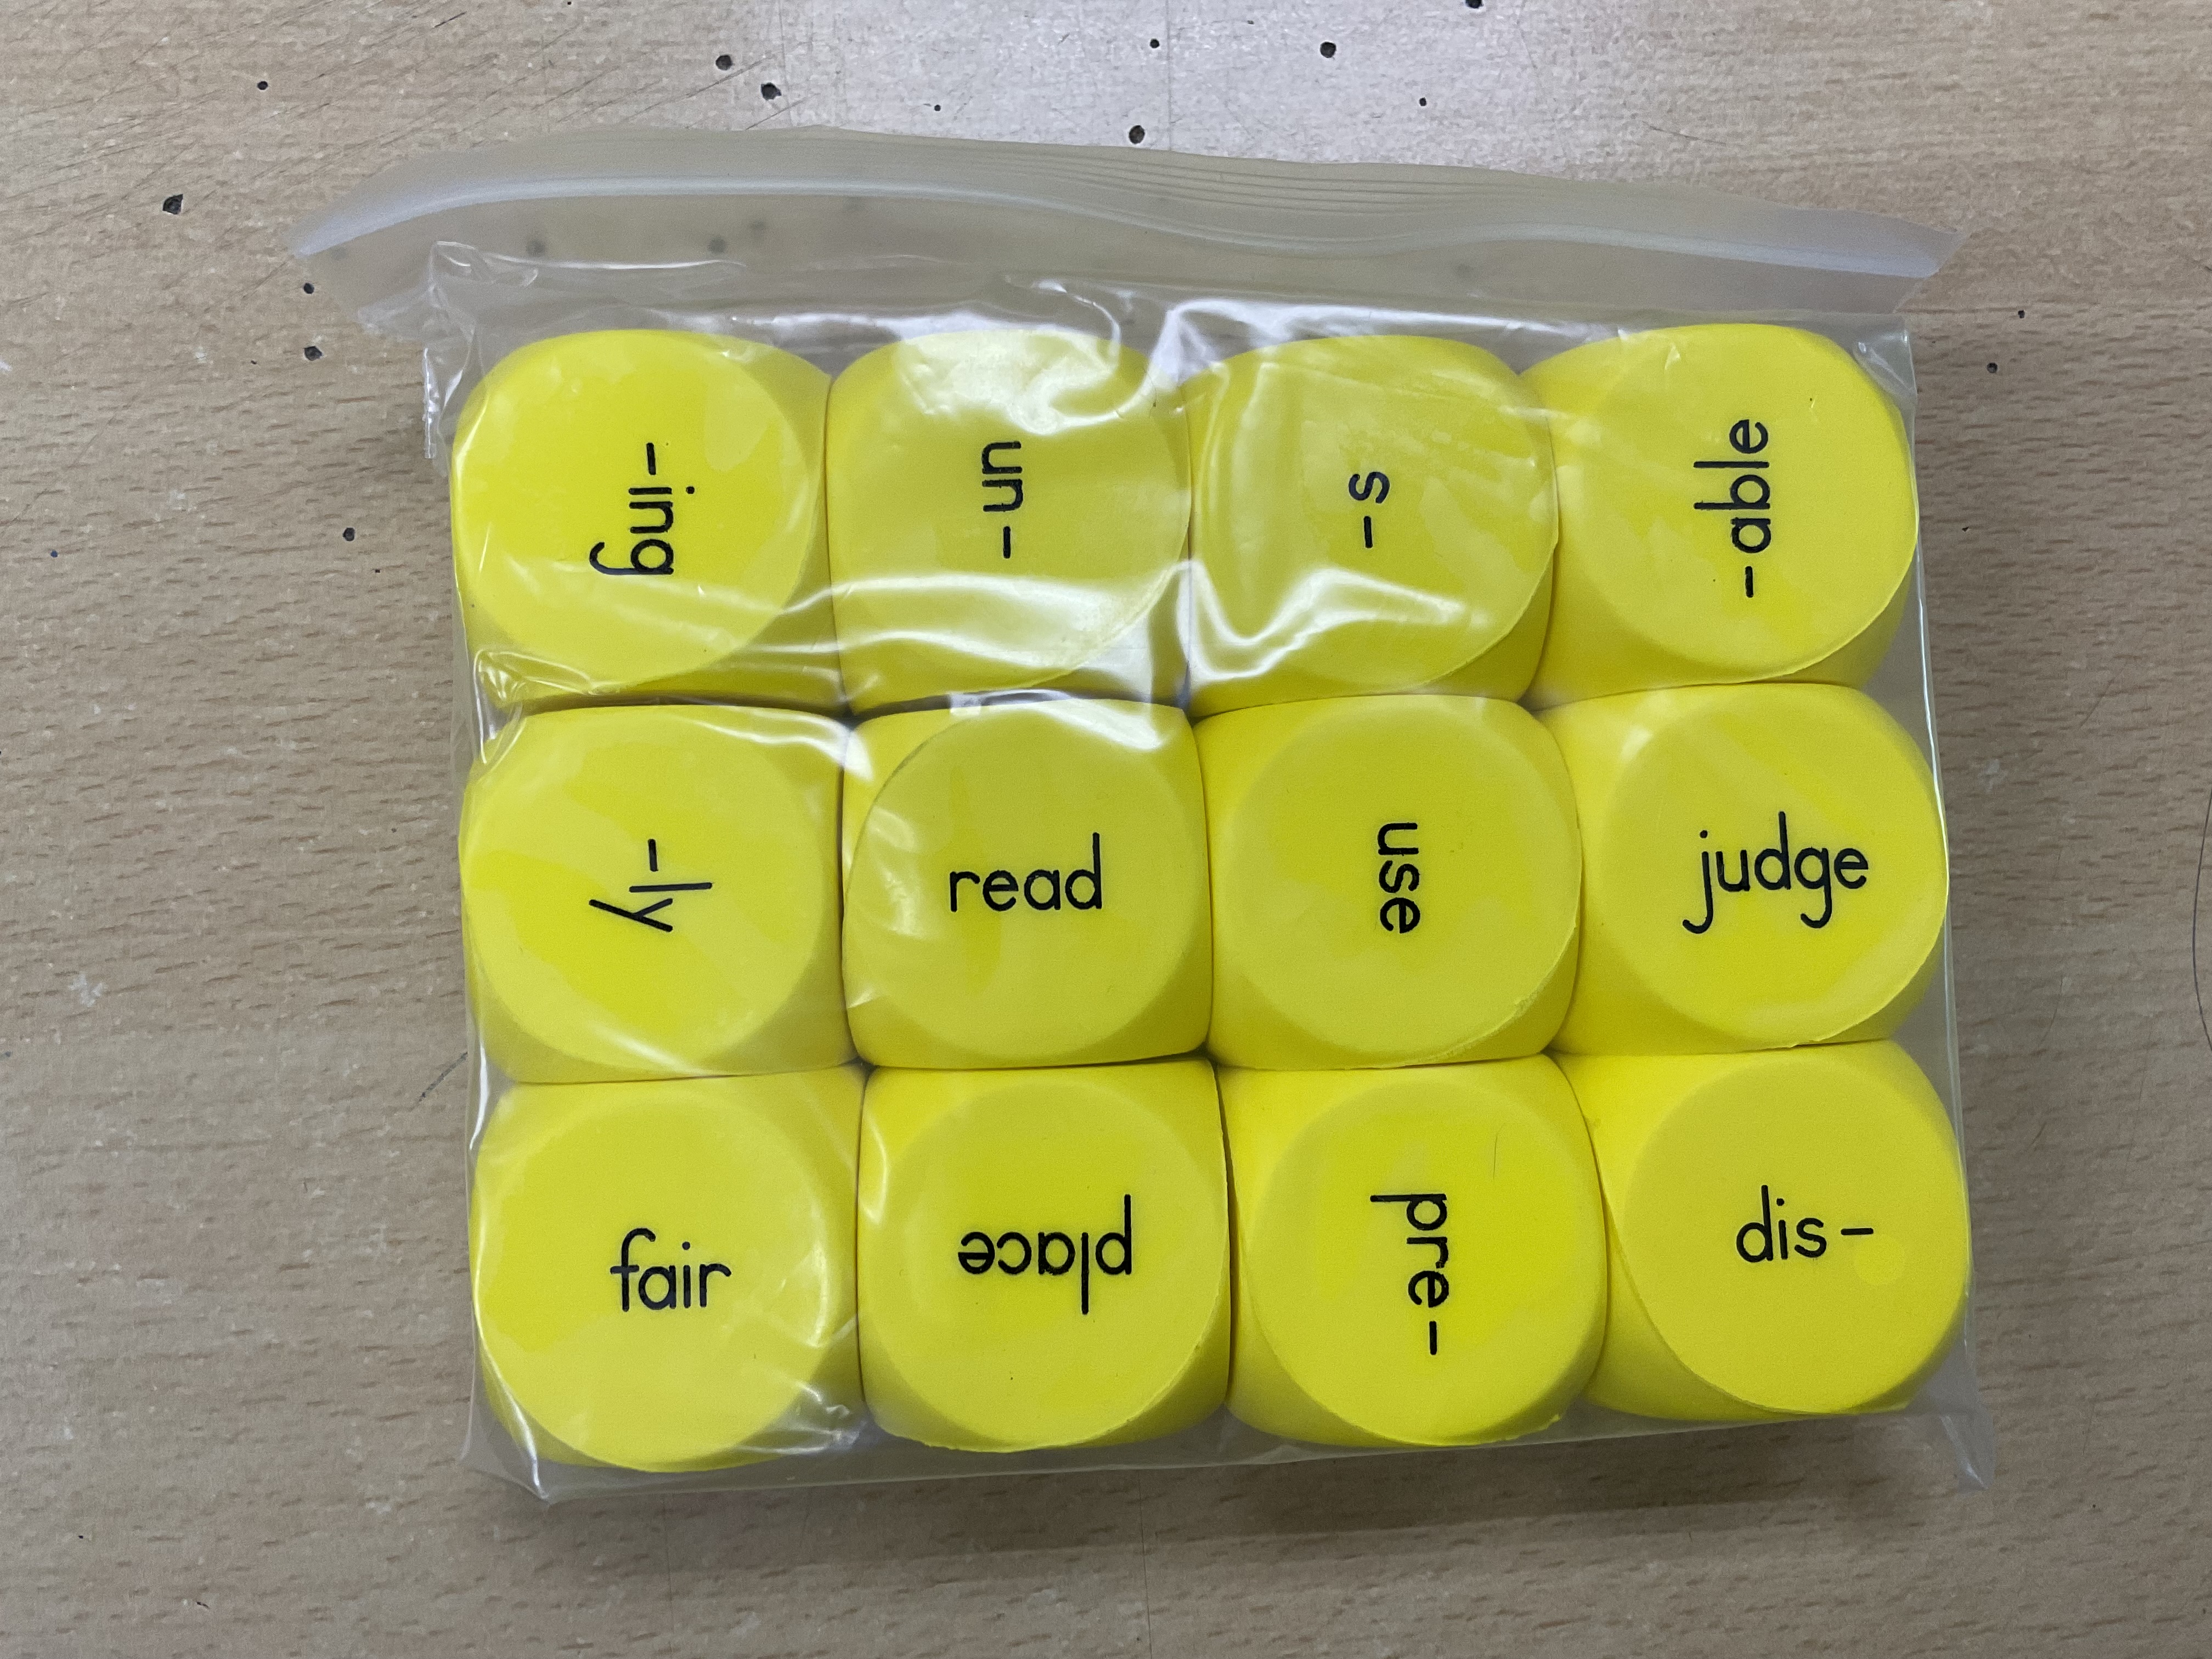 -ing
un-
-s
-able
-ly
read
use
judge
fair
place
pre-
dis-